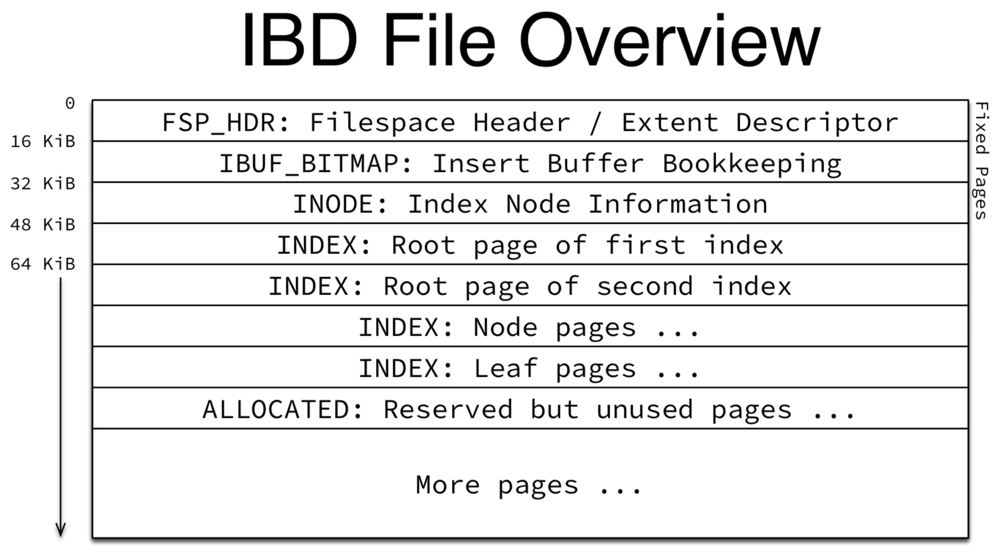 IBD File Overview
0
FSP_HDR: Filespace Header / Extent Descriptor
16 KiB
IBUF_BITMAP: Insert Buffer Bookkeeping
32 KiB
INODE: Index Node Information
48 KiB
INDEX: Root page of first index
64 KiB
INDEX: Root page of second index
INDEX: Node pages ...
INDEX: Leaf pages ...
ALLOCATED: Reserved but unused pages ...
More pages ...
Fixed Pages